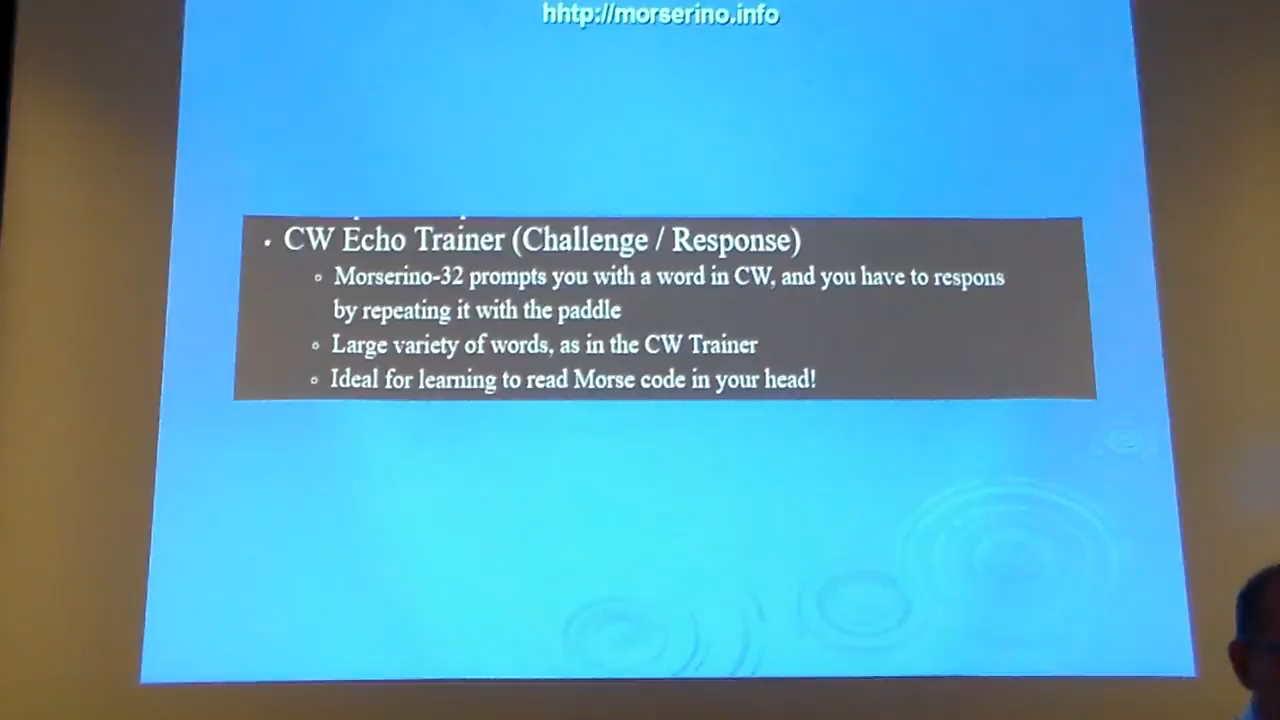 hhtp://morserino.info
• CW Echo Trainer (Challenge / Response)
◦ Morserino-32 prompts you with a word in CW, and you have to respons
by repeating it with the paddle
◦ Large variety of words, as in the CW Trainer
◦ Ideal for learning to read Morse code in your head!